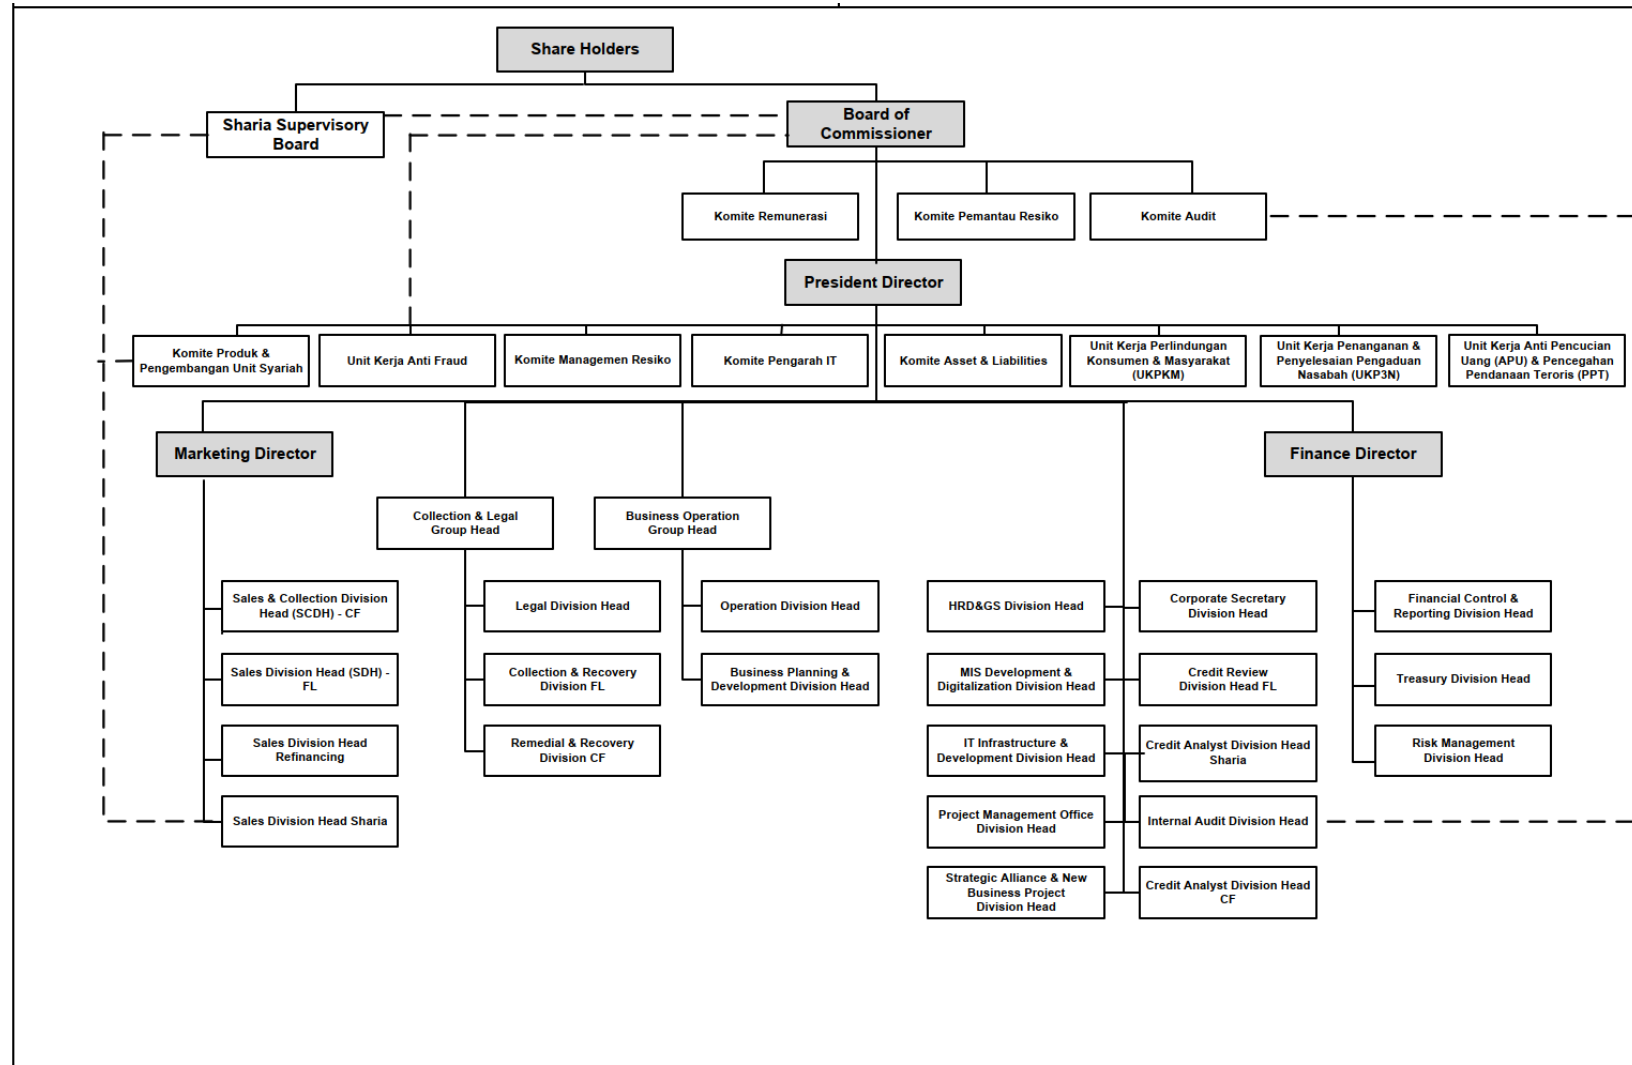 Share Holders
Sharia Supervisory
Board
Board of
Commissioner
Komite Remunerasi
Komite Pemantau Resiko
Komite Audit
President Director
Komite Produk &
Pengembangan Unit Syariah
Unit Kerja Anti Fraud
Komite Managemen Resiko
Komite Pengarah IT
Komite Asset & Liabilities
Unit Kerja Perlindungan
Konsumen & Masyarakat
(UKPKM)
Unit Kerja Penanganan &
Penyelesaian Pengaduan
Nasabah (UKP3N)
Unit Kerja Anti Pencucian
Uang (APU) & Pencegahan
Pendanaan Teroris (PPT)
Marketing Director
Finance Director
Collection & Legal
Group Head
Business Operation
Group Head
Sales & Collection Division
Head (SCDH) - CF
Sales Division Head (SDH) -
FL
Sales Division Head
Refinancing
Sales Division Head Sharia
Legal Division Head
Collection & Recovery
Division FL
Remedial & Recovery
Division CF
Operation Division Head
Business Planning &
Development Division Head
HRD&GS Division Head
MIS Development &
Digitalization Division Head
IT Infrastructure &
Development Division Head
Project Management Office
Division Head
Strategic Alliance & New
Business Project
Division Head
Corporate Secretary
Division Head
Credit Review
Division Head FL
Credit Analyst Division Head
Sharia
Internal Audit Division Head
Credit Analyst Division Head
CF
Financial Control &
Reporting Division Head
Treasury Division Head
Risk Management
Division Head